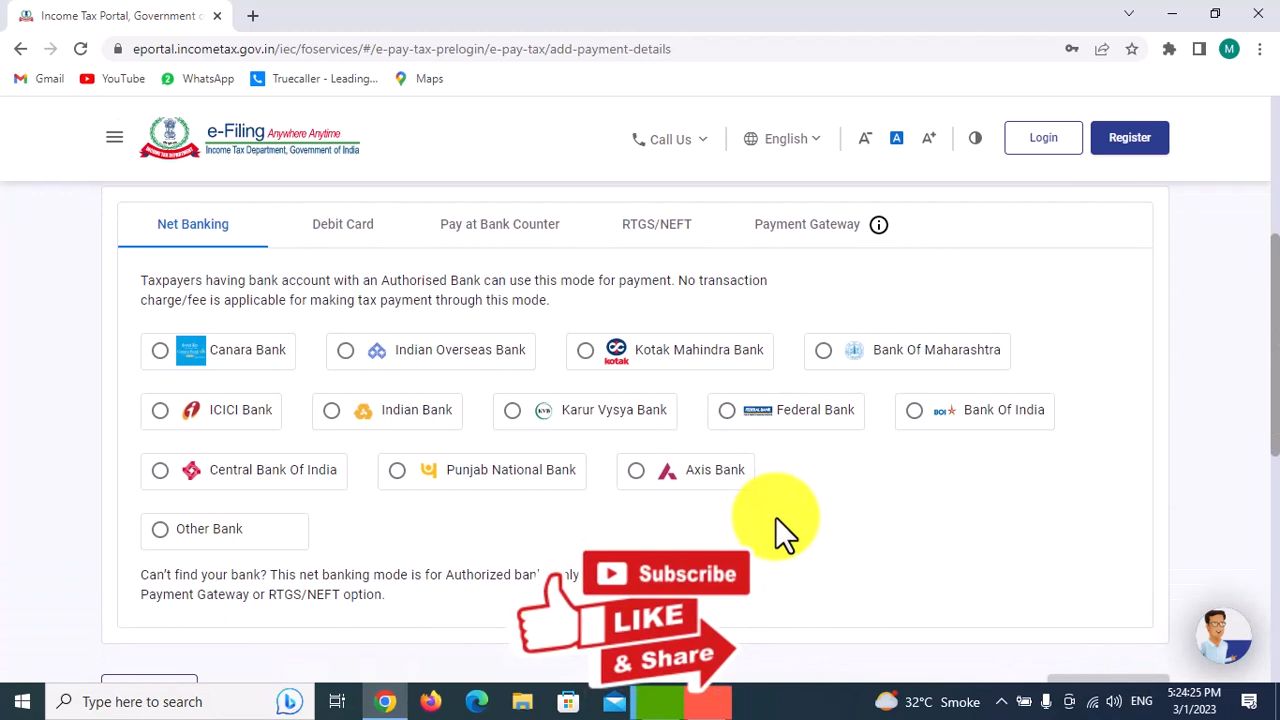 Income Tax Portal, Government o
eportal.incometax.gov.in/iec/foservices/#/e-pay-tax-prelogin/e-pay-tax/add-payment-details
M
Gmail YouTube 2 WhatsApp Truecaller - Leading... Maps
e-Filing Anywhere Anytime
Income Tax Department, Government of India
Call Us English A- A A+ Login Register
Net Banking Debit Card Pay at Bank Counter RTGS/NEFT Payment Gateway i
Taxpayers having bank account with an Authorised Bank can use this mode for payment. No transaction
charge/fee is applicable for making tax payment through this mode.
Canara Bank Indian Overseas Bank kotak Kotak Mahindra Bank Bank Of Maharashtra
ICICI Bank Indian Bank KVB Karur Vysya Bank FEDERAL BANK Federal Bank BOI Bank Of India
Central Bank Of India Punjab National Bank Axis Bank
Other Bank
Can't find your bank? This net banking mode is for Authorized
Payment Gateway or RTGS/NEFT option.
Subscribe
LIKE
& Share
Type here to search
32°C Smoke
ENG
5:24:25 PM
3/1/2023